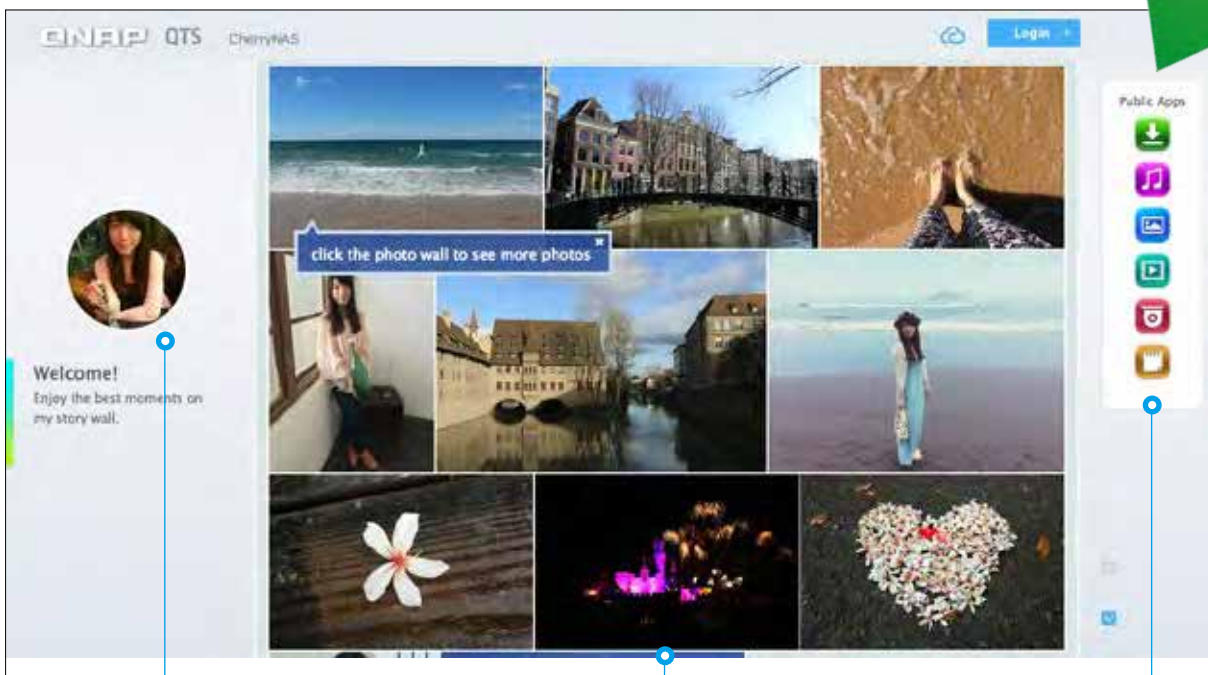 QNAP QTS CherryNAS
Login
Public Apps
click the photo wall to see more photos
Welcome!
Enjoy the best moments on
my story wall.